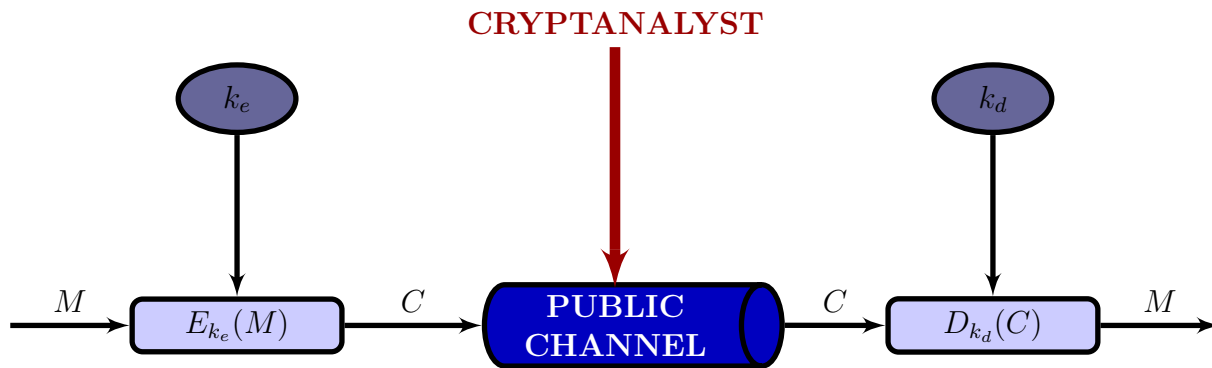 CRYPTANALYST
k_e
k_d
M
C
C
M
E_{k_e}(M)
PUBLIC
CHANNEL
D_{k_d}(C)